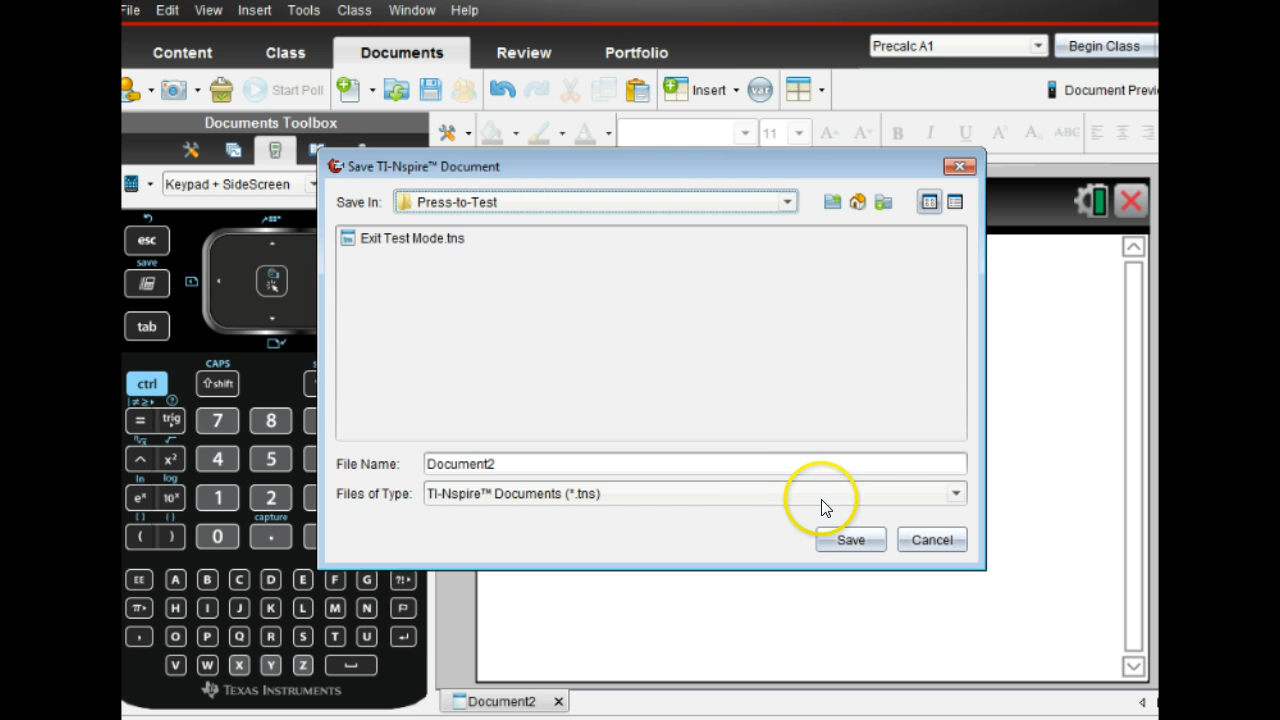 File Edit View Insert Tools Class Window Help
Content Class Documents Review Portfolio
Precalc A1
Begin Class
Start Poll
Insert
var
Document Previ
Documents Toolbox
11
A A B I U A A ABC
Keypad + SideScreen
Save TI-Nspire™ Document
Save In:
Press-to-Test
Exit Test Mode.tns
File Name:
Document2
Files of Type:
TI-Nspire™ Documents (*.tns)
Save
Cancel
esc
save
tab
CAPS
ctrl
shift
= trig
7 8
^ x²
4 5
ln log
eˣ 10ˣ
1 2
[ ] { }
capture
( )
0 .
EE A B C D E F G ?!▸
π▸ H I J K L M N
, O P Q R S T U
V W X Y Z
TEXAS INSTRUMENTS
Document2